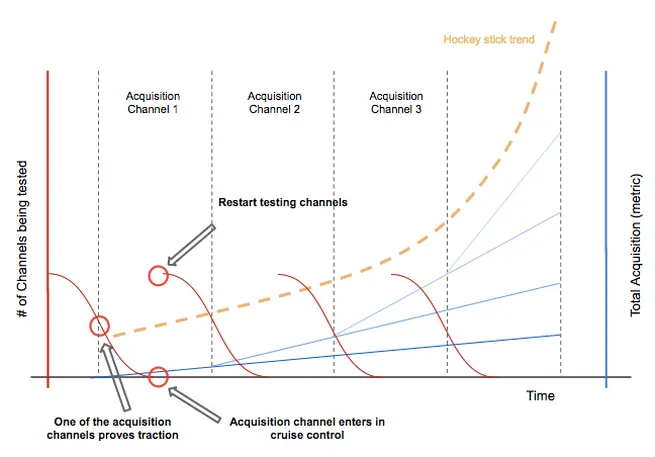 Hockey stick trend
Acquisition
Channel 1
Acquisition
Channel 2
Acquisition
Channel 3
Restart testing channels
# of Channels being tested
Total Acquisition (metric)
Time
One of the acquisition
channels proves traction
Acquisition channel enters in
cruise control